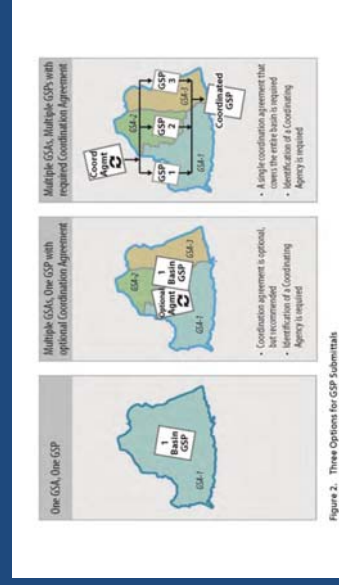 One GSA, One GSP
1
Basin
GSP
GSA-1
Multiple GSAs, One GSP with
optional Coordination Agreement
GSA-2
Optional
Agmt
1
Basin
GSP
GSA-3
GSA-1
• Coordination agreement is optional,
but recommended
• Identification of a Coordinating
Agency is required
Multiple GSAs, Multiple GSPs with
required Coordination Agreement
Coord
Agmt
GSA-2
GSP
1
GSP
2
GSP
3
GSA-3
GSA-1
Coordinated
GSP
• A single coordination agreement that
covers the entire basin is required
• Identification of a Coordinating
Agency is required
Figure 2. Three Options for GSP Submittals